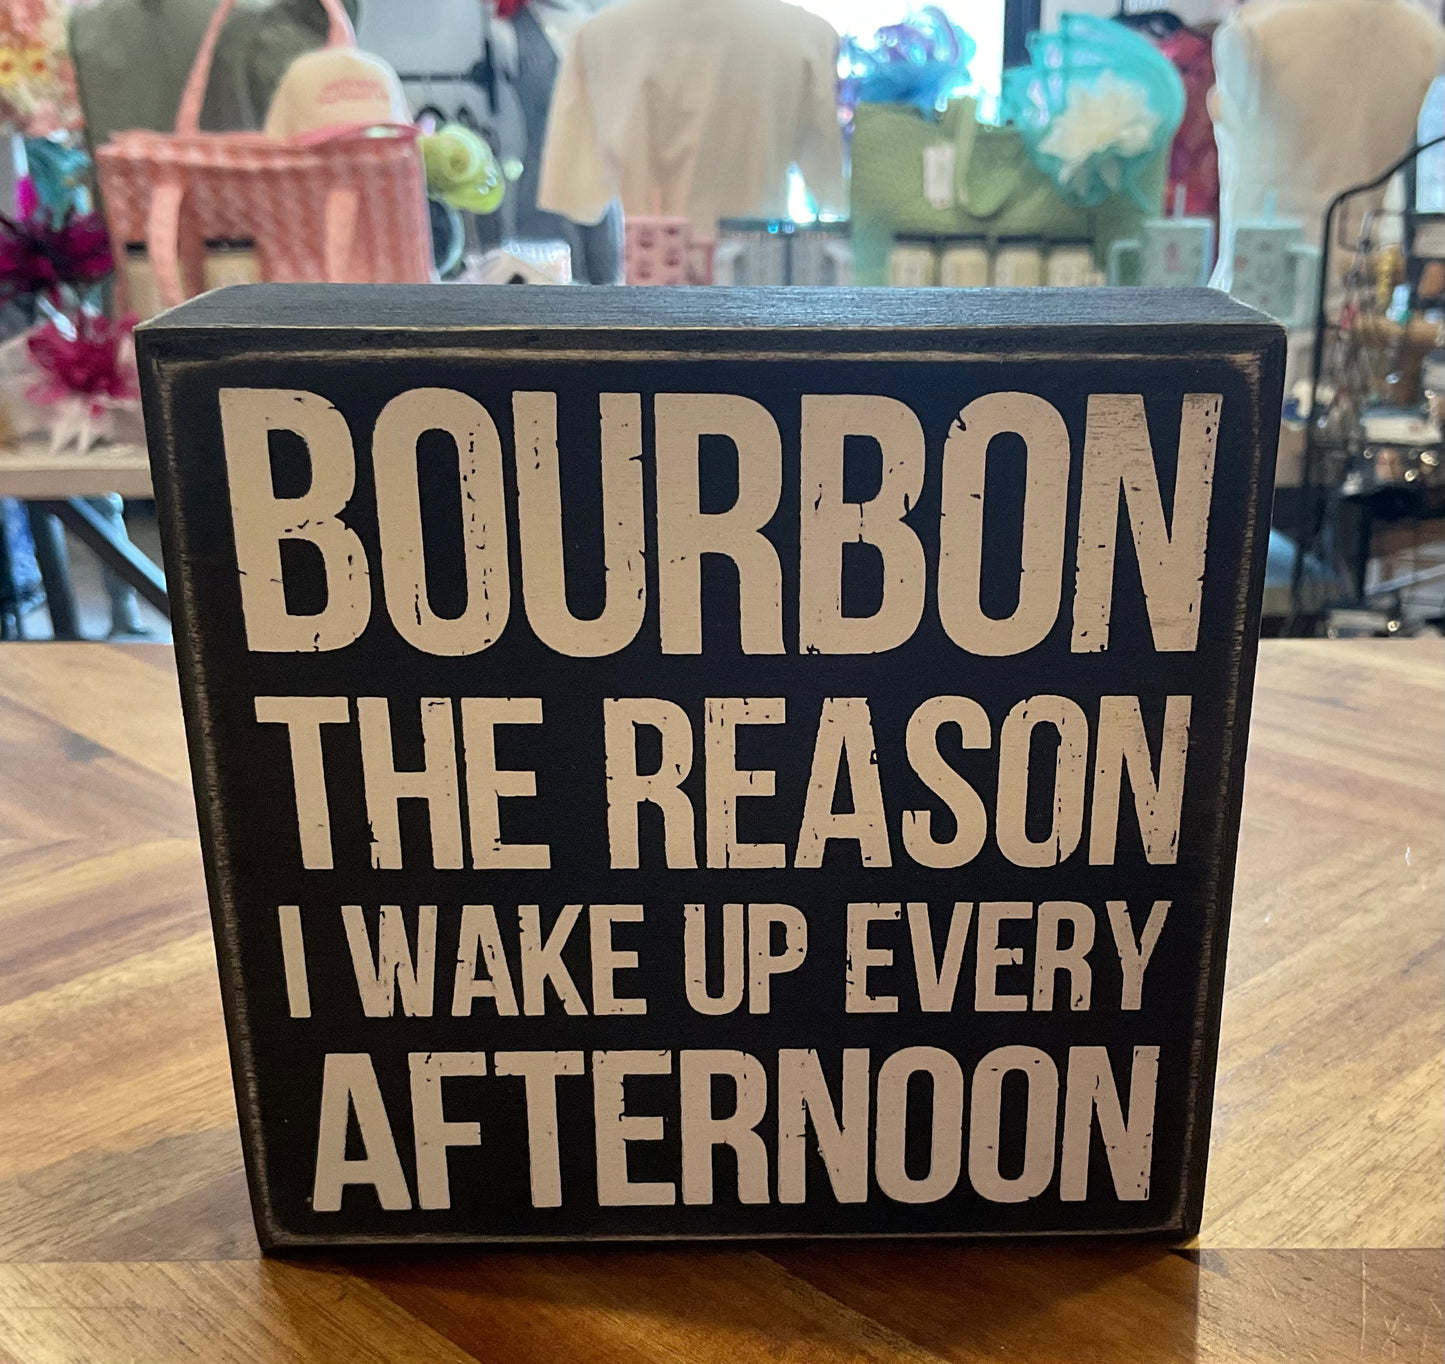 BOURBON
THE REASON
I WAKE UP EVERY
AFTERNOON